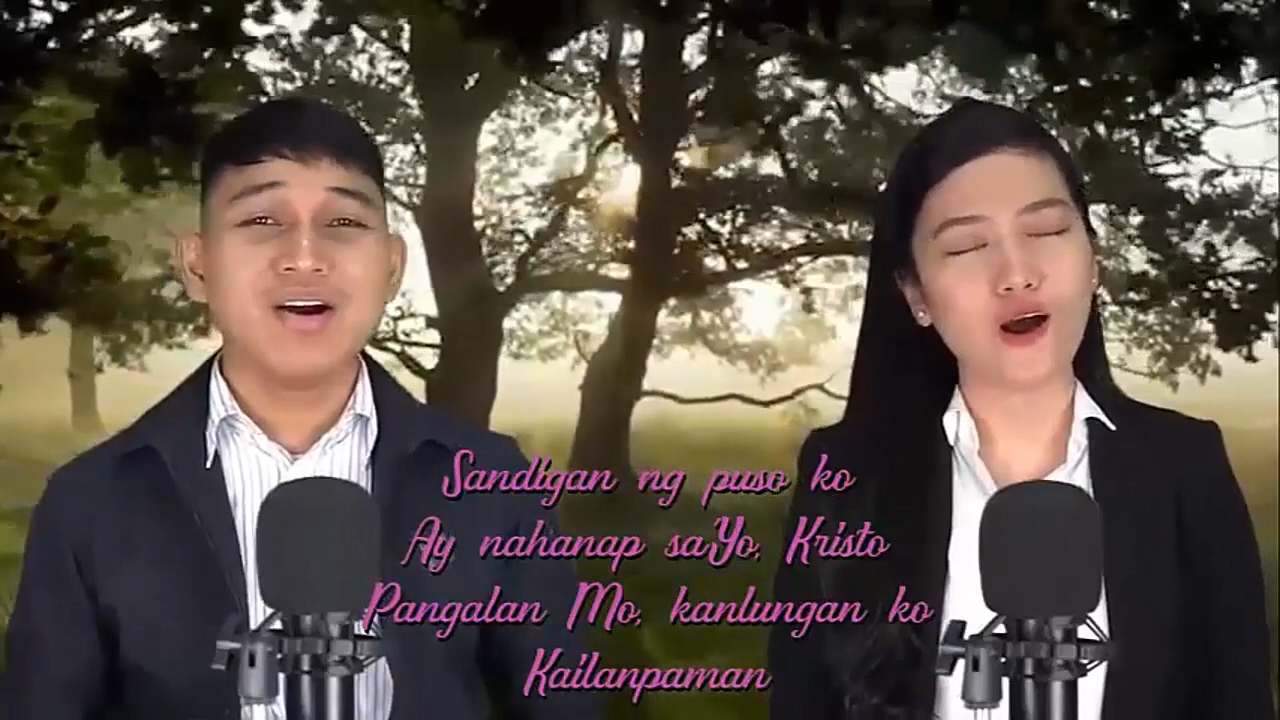 Sandigan ng puso ko
Ay nahanap saYo, Kristo
Pangalan Mo, kanlungan ko
Kailanpaman